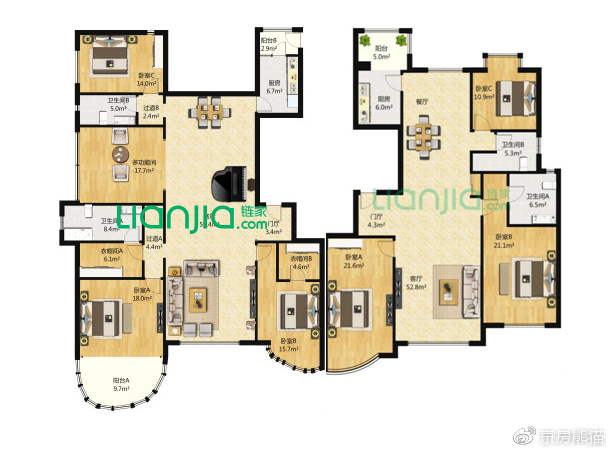 卧室C
14.0m²
卫生间B
5.0m²
过道B
2.4m²
多功能间
17.7m²
卫生间A
8.4m²
过道A
4.4m²
衣帽间A
6.1m²
卧室A
18.0m²
阳台A
9.7m²
阳台B
2.9m²
厨房
6.7m²
Lianjia 链家
.com
门厅
3.4m²
衣帽间B
4.6m²
卧室B
15.7m²
阳台
5.0m²
厨房
6.0m²
餐厅
卧室C
10.9m²
卫生间B
5.3m²
卫生间A
6.5m²
Lianjia 链家
.com
门厅
4.3m²
卧室A
21.6m²
客厅
52.8m²
卧室B
21.1m²
京房熊猫